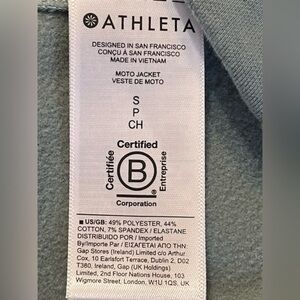 ATHLETA
DESIGNED IN SAN FRANCISCO
CONÇU À SAN FRANCISCO
MADE IN VIETNAM
MOTO JACKET
VESTE DE MOTO
S
P
CH
Certified
Certifiée
B
®
Entreprise
Corporation
■ US/GB: 49% POLYESTER, 44%
COTTON, 7% SPANDEX / ELASTANE
DISTRIBUIDO POR / Imported
By/Importe Par / ΕΙΣΑΓΕΤΑΙ ΑΠΟ ΤΗΝ:
Gap Stores (Ireland) Limited c/o Arthur
Cox, 10 Earlsfort Terrace, Dublin 2, D02
T380, Ireland, Gap (UK Holdings)
Limited, 2nd Floor Nations House; 103
Wigmore Street, London, W1U 1QS, UK